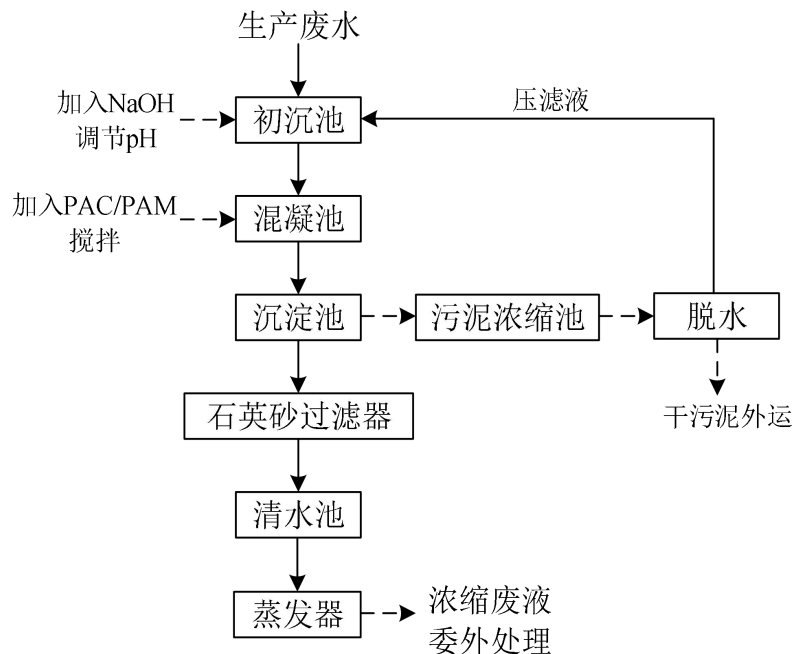 生产废水
加入NaOH
调节pH
初沉池
压滤液
加入PAC/PAM
搅拌
混凝池
沉淀池
污泥浓缩池
脱水
石英砂过滤器
干污泥外运
清水池
蒸发器
浓缩废液
委外处理